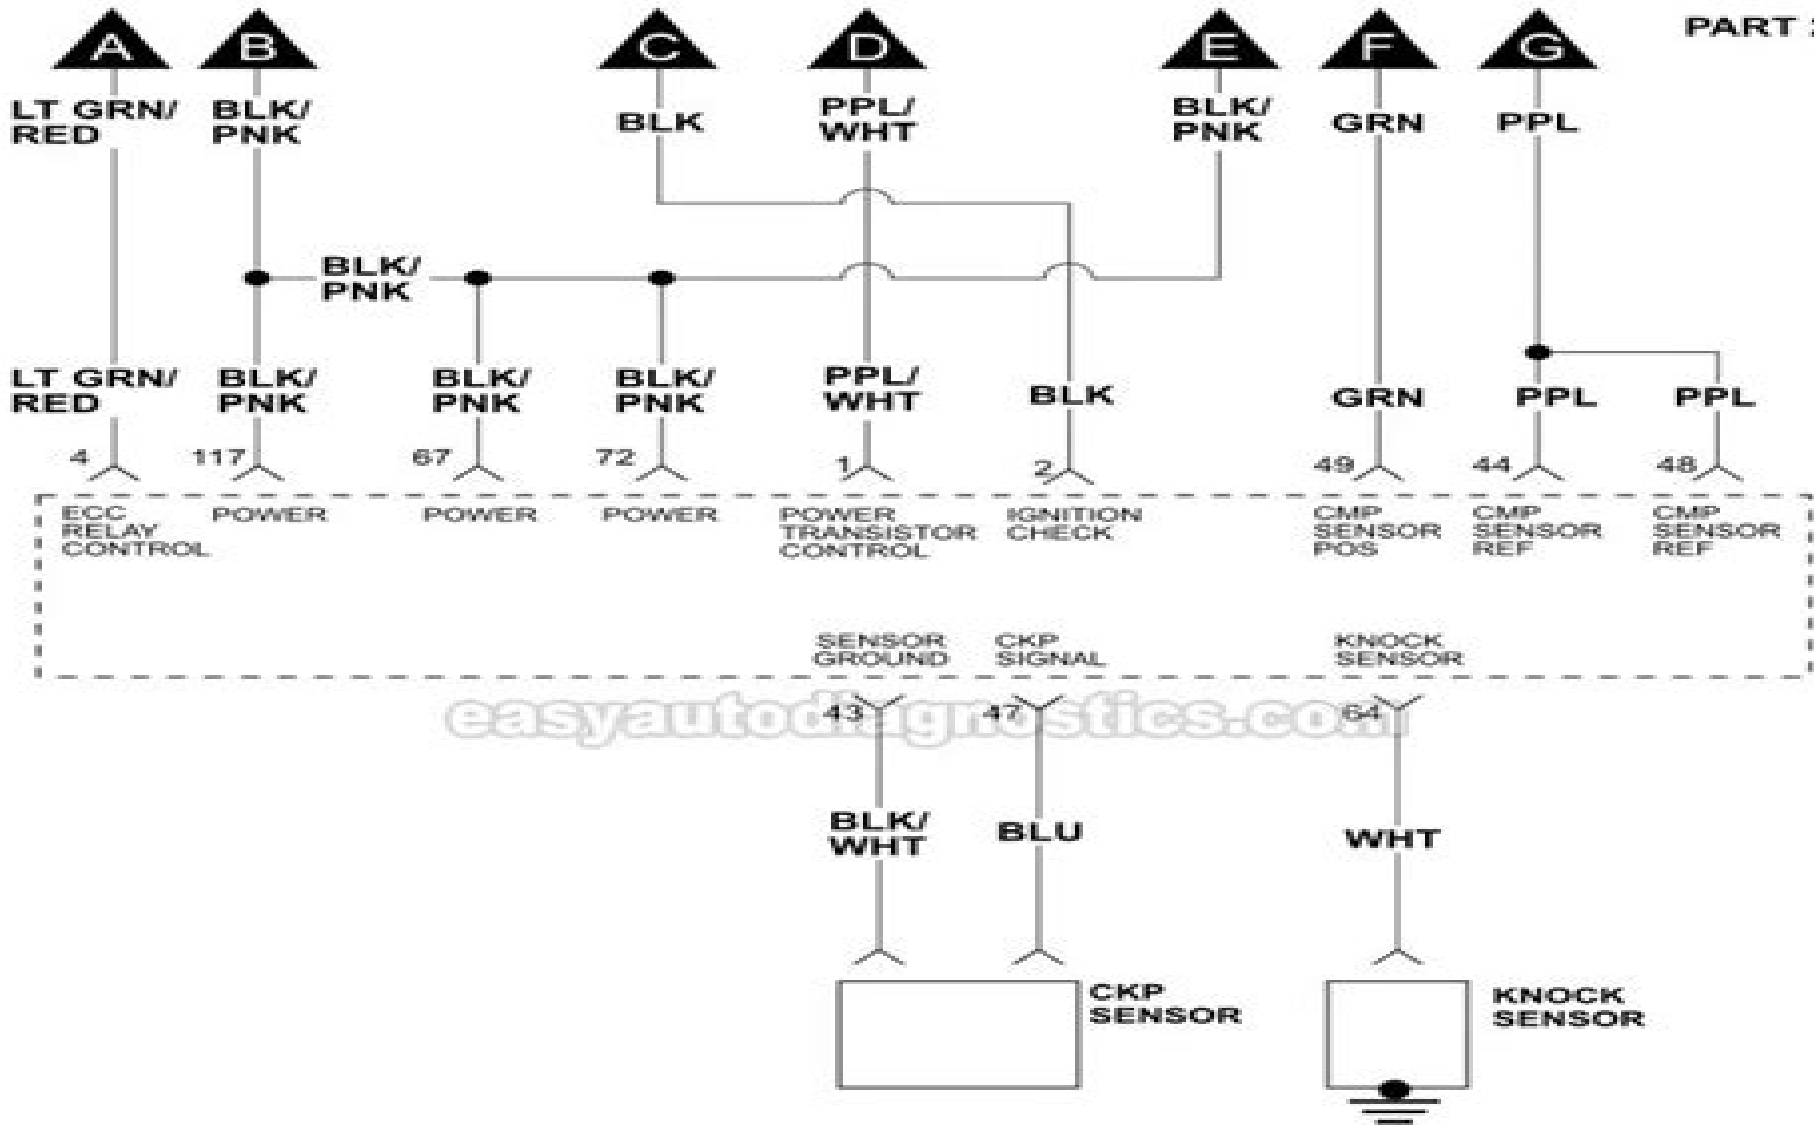 A B C D E F G PART 2
LT GRN/ BLK/ BLK PPL/ BLK/ GRN PPL
RED PNK WHT PNK
BLK/
PNK
LT GRN/ BLK/ BLK/ BLK/ PPL/ BLK GRN PPL PPL
RED PNK PNK PNK WHT
4 117 67 72 1 2 49 44 48
ECC POWER POWER POWER POWER IGNITION CMP CMP CMP
RELAY TRANSISTOR CHECK SENSOR SENSOR SENSOR
CONTROL CONTROL POS REF REF
SENSOR CKP KNOCK
GROUND SIGNAL SENSOR
easyautodiagnostics.com
43 47 64
BLK/ BLU WHT
WHT
CKP KNOCK
SENSOR SENSOR